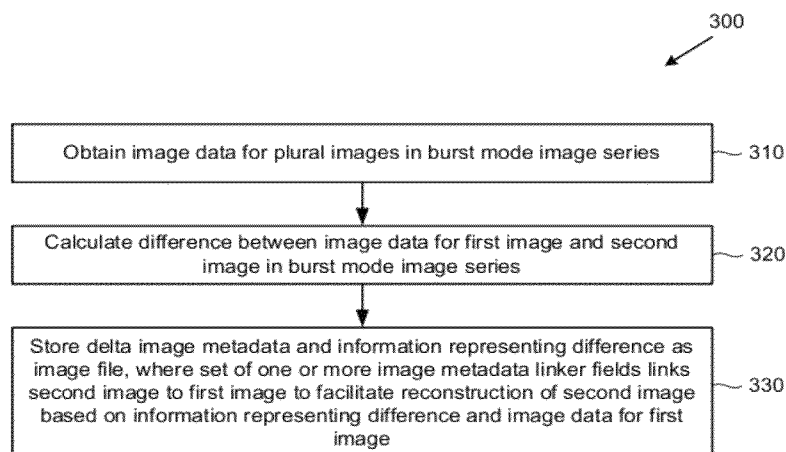 300
Obtain image data for plural images in burst mode image series
310
Calculate difference between image data for first image and second
image in burst mode image series
320
Store delta image metadata and information representing difference as
image file, where set of one or more image metadata linker fields links
second image to first image to facilitate reconstruction of second image
based on information representing difference and image data for first
image
330